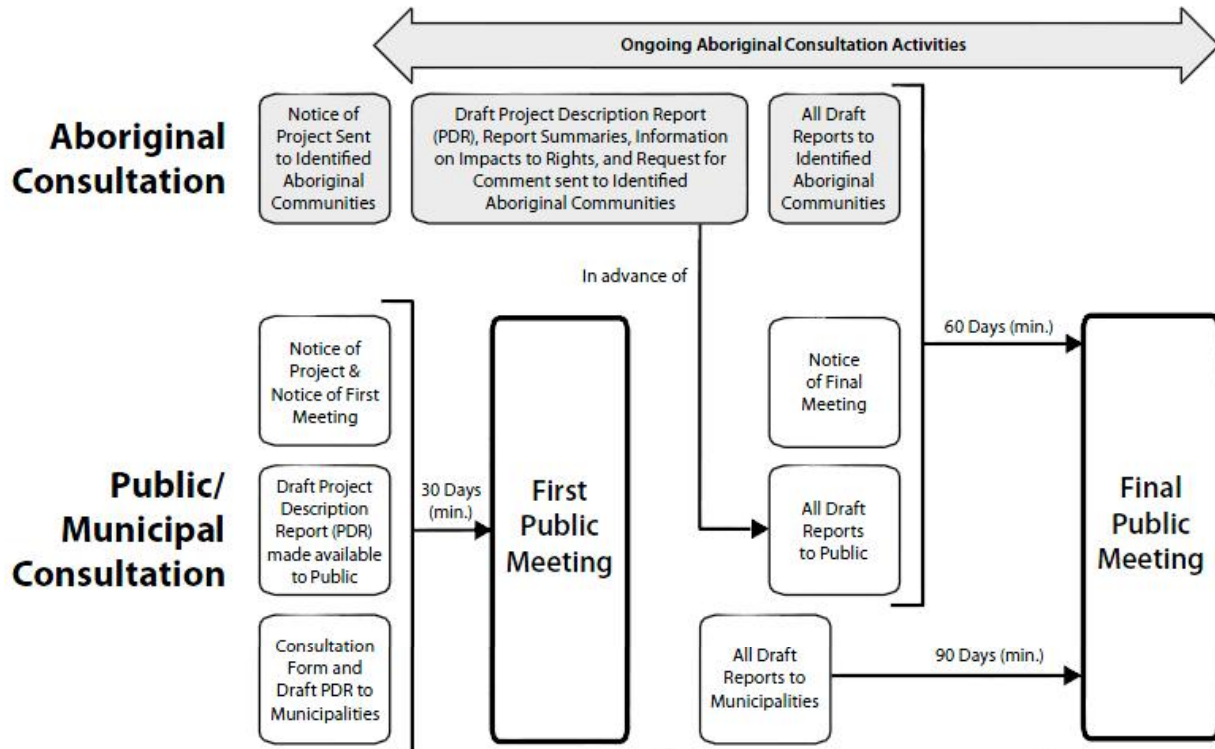 Ongoing Aboriginal Consultation Activities
Aboriginal
Consultation
Notice of
Project Sent
to Identified
Aboriginal
Communities
Draft Project Description Report
(PDR), Report Summaries, Information
on Impacts to Rights, and Request for
Comment sent to Identified
Aboriginal Communities
All Draft
Reports to
Identified
Aboriginal
Communities
In advance of
Public/
Municipal
Consultation
Notice of
Project &
Notice of First
Meeting
Draft Project
Description
Report (PDR)
made available
to Public
Consultation
Form and
Draft PDR to
Municipalities
30 Days
(min.)
First
Public
Meeting
Notice
of Final
Meeting
All Draft
Reports
to Public
All Draft
Reports to
Municipalities
60 Days (min.)
90 Days (min.)
Final
Public
Meeting